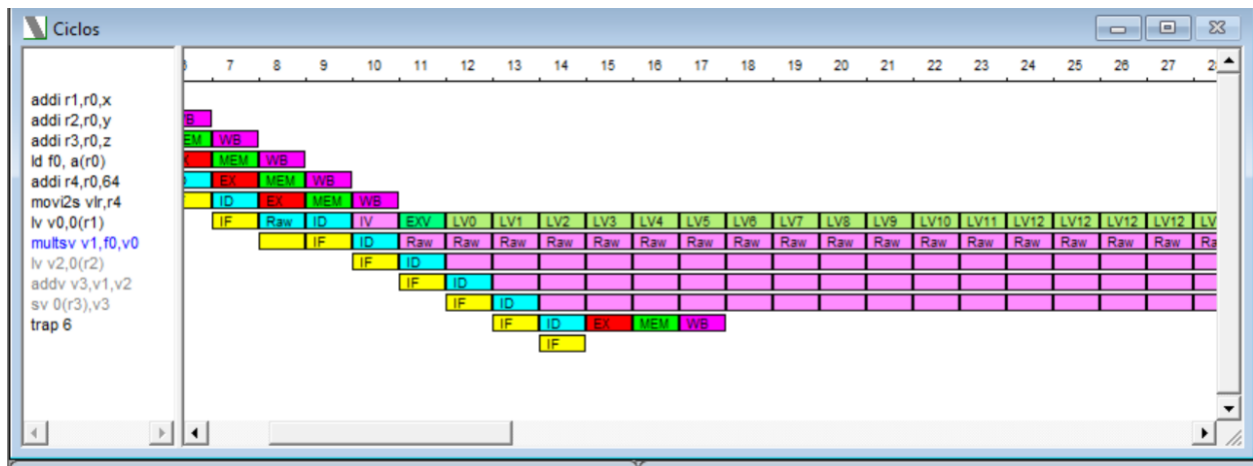 Ciclos
7 8 9 10 11 12 13 14 15 16 17 18 19 20 21 22 23 24 25 26 27
addi r1,r0,x
addi r2,r0,y
addi r3,r0,z WB
ld f0, a(r0) MEM WB
addi r4,r0,64 EX MEM WB
movi2s vlr,r4 ID EX MEM WB
lv v0,0(r1) IF Raw ID IV EXV LV0 LV1 LV2 LV3 LV4 LV5 LV6 LV7 LV8 LV9 LV10 LV11 LV12 LV12 LV12 LV12 LV
multsv v1,f0,v0 IF ID Raw Raw Raw Raw Raw Raw Raw Raw Raw Raw Raw Raw Raw Raw Raw Raw Raw Ra
lv v2,0(r2) IF ID
addv v3,v1,v2 IF ID
sv 0(r3),v3 IF ID
trap 6 IF ID EX MEM WB
IF